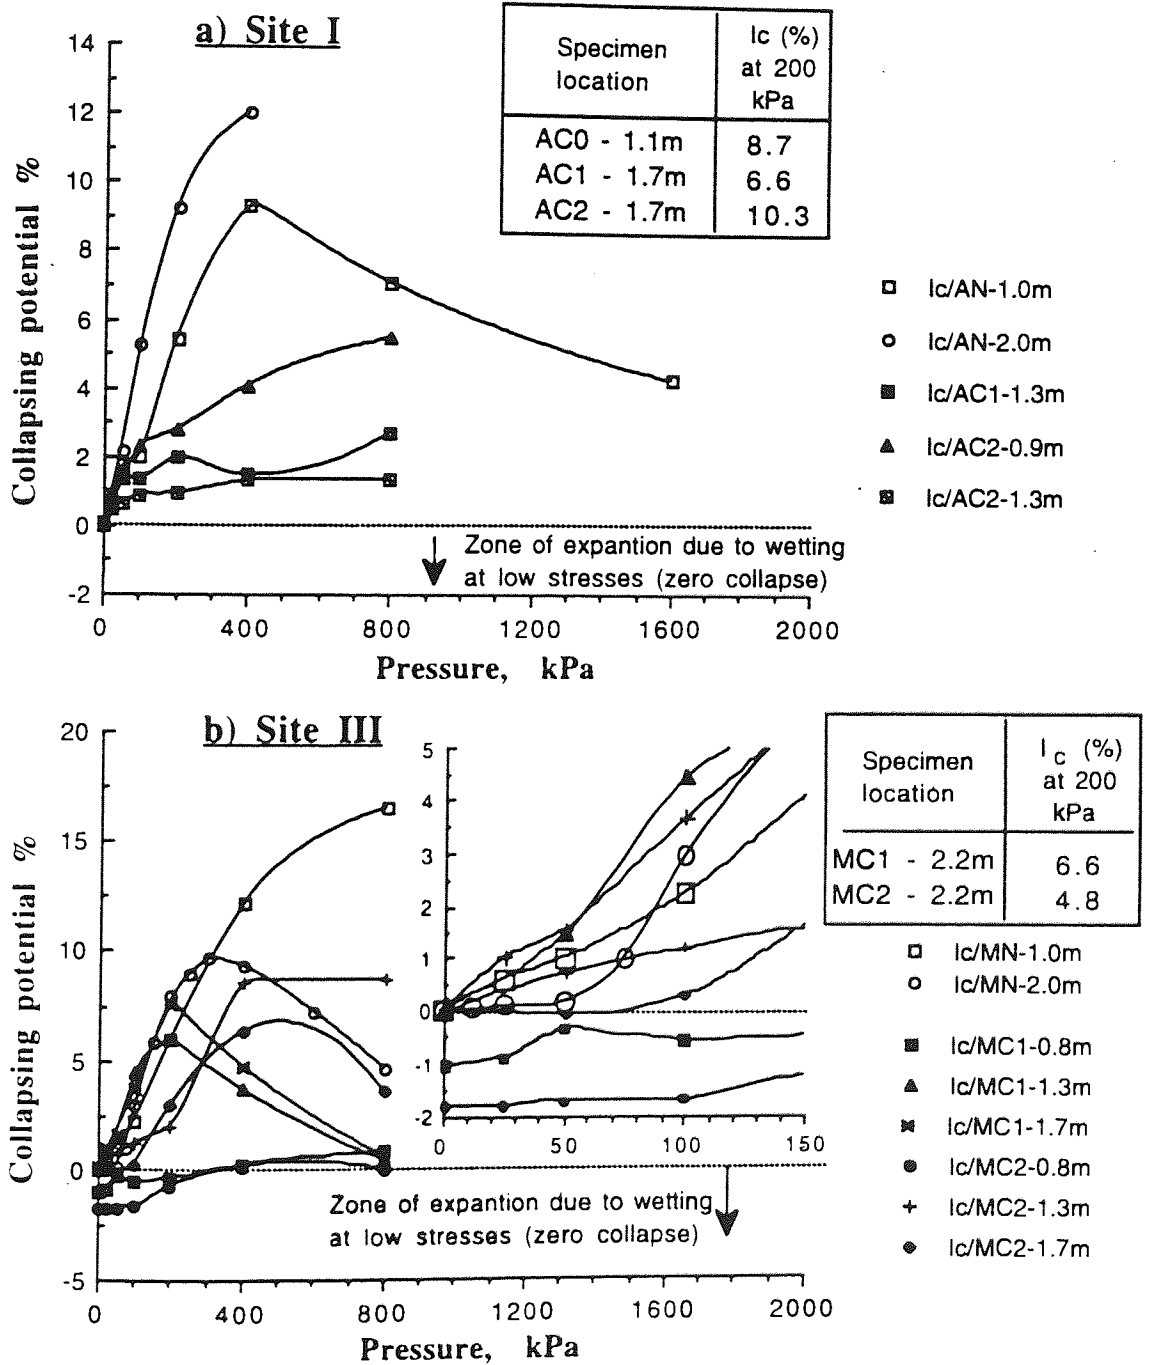 a) Site I
14
12
10
8
6
4
2
0
-2
Collapsing potential %
0 400 800 1200 1600 2000
Pressure, kPa
Specimen location
Ic (%) at 200 kPa
AC0 - 1.1m 8.7
AC1 - 1.7m 6.6
AC2 - 1.7m 10.3
Ic/AN-1.0m
Ic/AN-2.0m
Ic/AC1-1.3m
Ic/AC2-0.9m
Ic/AC2-1.3m
Zone of expantion due to wetting
at low stresses (zero collapse)
b) Site III
20
15
10
5
0
-5
Collapsing potential %
0 400 800 1200 1600 2000
Pressure, kPa
5
4
3
2
1
0
-1
-2
0 50 100 150
Zone of expantion due to wetting
at low stresses (zero collapse)
Specimen location
Ic (%) at 200 kPa
MC1 - 2.2m 6.6
MC2 - 2.2m 4.8
Ic/MN-1.0m
Ic/MN-2.0m
Ic/MC1-0.8m
Ic/MC1-1.3m
Ic/MC1-1.7m
Ic/MC2-0.8m
Ic/MC2-1.3m
Ic/MC2-1.7m